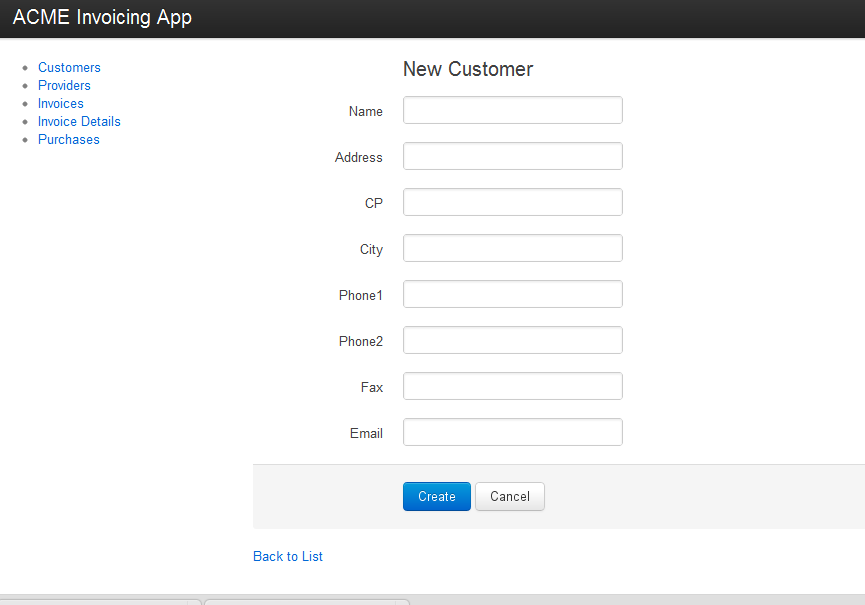 ACME Invoicing App
Customers
Providers
Invoices
Invoice Details
Purchases
New Customer
Name
Address
CP
City
Phone1
Phone2
Fax
Email
Create Cancel
Back to List